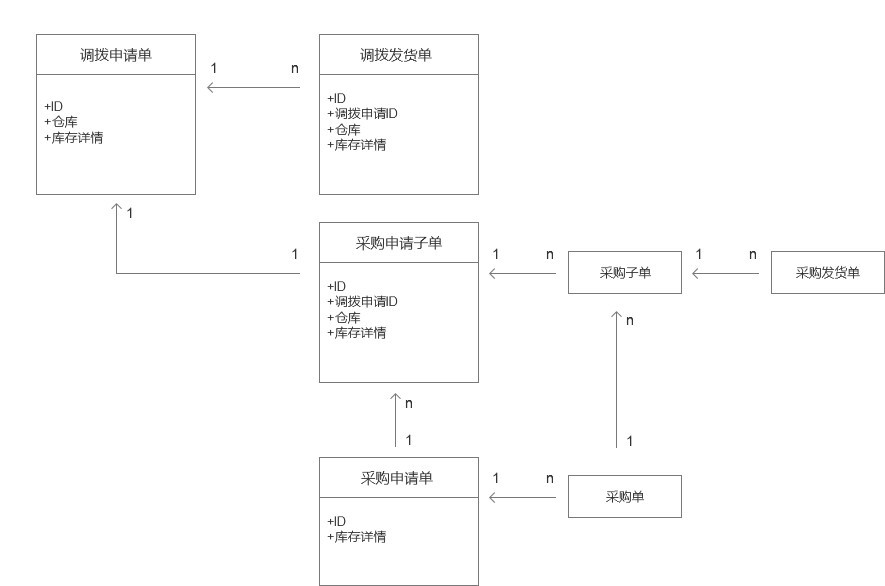 调拨申请单
+ID
+仓库
+库存详情
1
n
调拨发货单
+ID
+调拨申请ID
+仓库
+库存详情
1
1
采购申请子单
+ID
+调拨申请ID
+仓库
+库存详情
1
n
采购子单
1
n
采购发货单
n
1
n
1
采购申请单
+ID
+库存详情
1
n
采购单